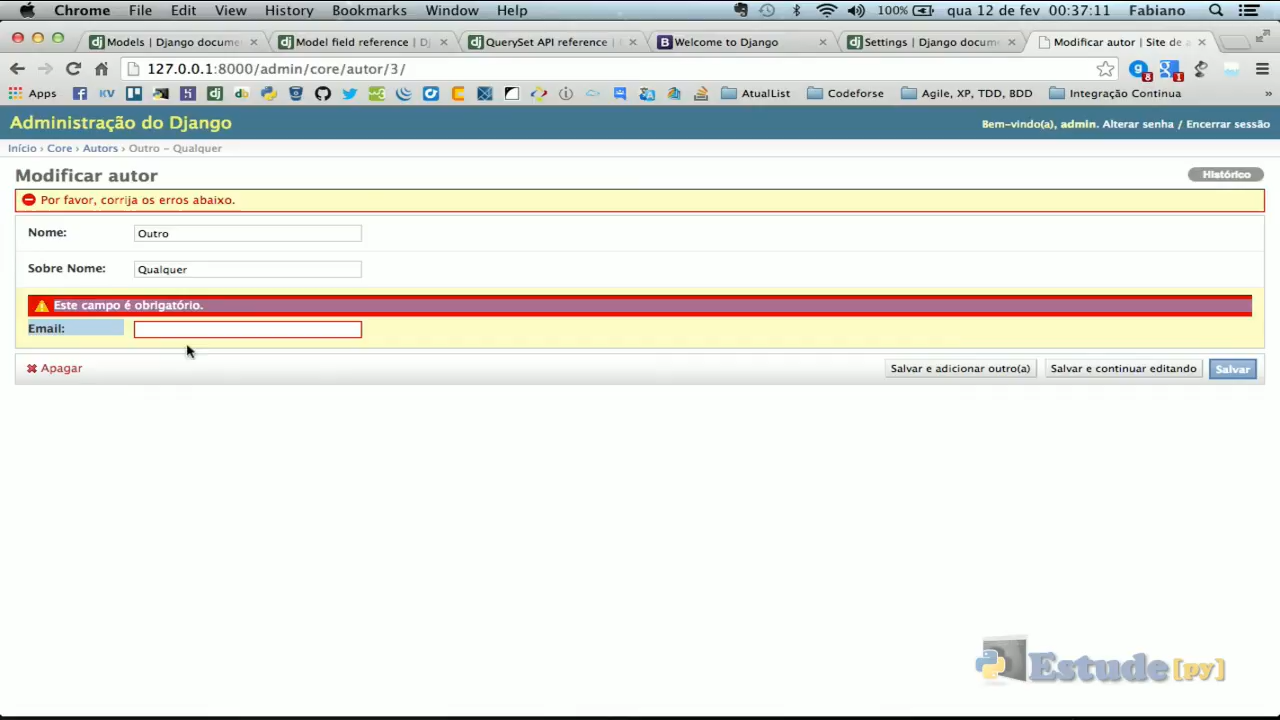 Chrome File Edit View History Bookmarks Window Help 100% qua 12 de fev 00:37:11 Fabiano
Models | Django docume Model field reference | D QuerySet API reference | Welcome to Django Settings | Django docum Modificar autor | Site de a
127.0.0.1:8000/admin/core/autor/3/
Apps KV AtualList Codeforse Agile, XP, TDD, BDD Integração Continua »
Administração do Django
Bem-vindo(a), admin. Alterar senha / Encerrar sessão
Início › Core › Autors › Outro – Qualquer
Modificar autor
Histórico
Por favor, corrija os erros abaixo.
Nome: Outro
Sobre Nome: Qualquer
Este campo é obrigatório.
Email:
Apagar
Salvar e adicionar outro(a) Salvar e continuar editando Salvar
Estude[py]